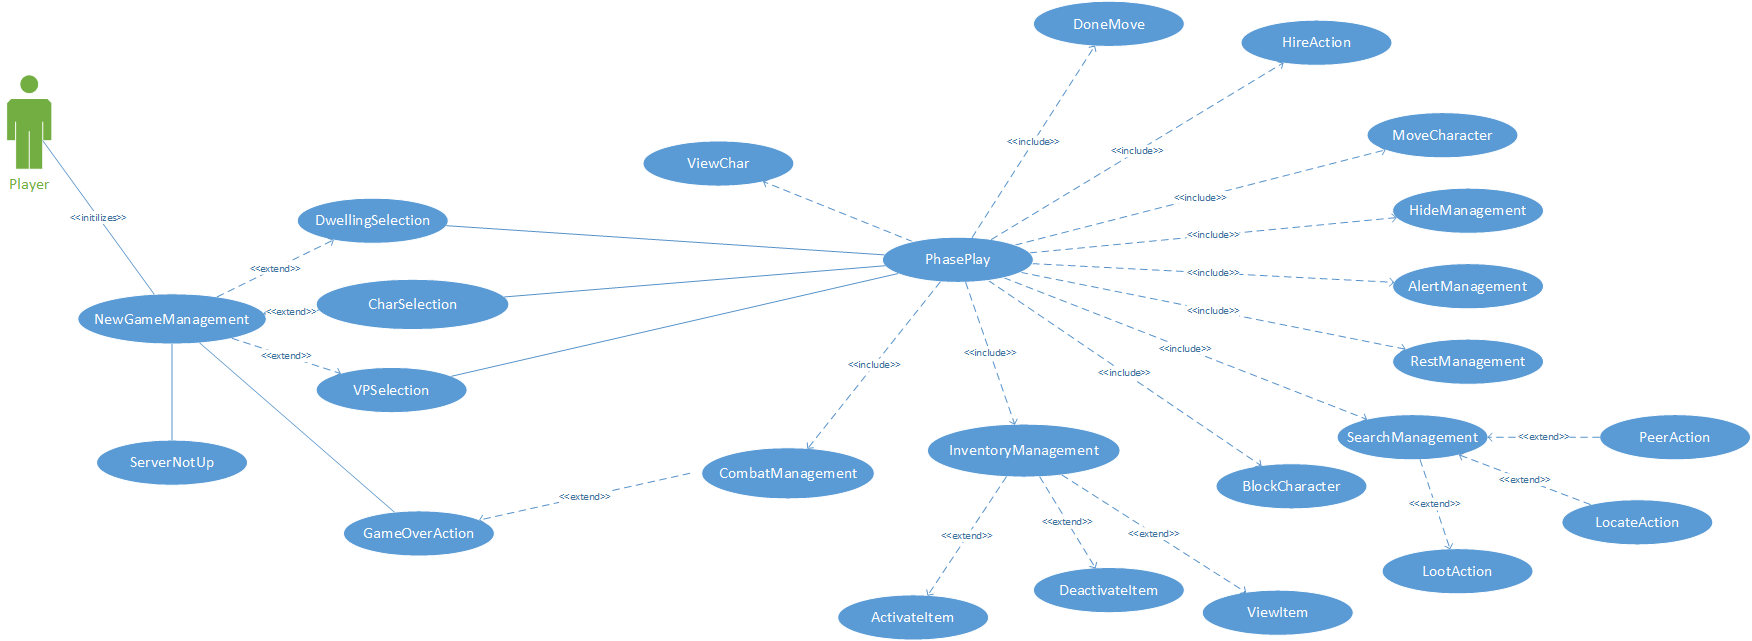 DoneMove
HireAction
<<include>>
<<include>>
MoveCharacter
ViewChar
Player
<<include>>
<<initilizes>>
DwellingSelection
HideManagement
<<include>>
PhasePlay
<<extend>>
<<include>>
AlertManagement
CharSelection
<<extend>>
<<include>>
NewGameManagement
<<extend>>
<<include>>
<<include>>
RestManagement
<<include>>
<<include>>
VPSelection
SearchManagement
<<extend>>
PeerAction
InventoryManagement
ServerNotUp
CombatManagement
<<extend>>
BlockCharacter
<<extend>>
<<extend>>
LocateAction
<<extend>>
GameOverAction
<<extend>>
<<extend>>
LootAction
DeactivateItem
ViewItem
ActivateItem